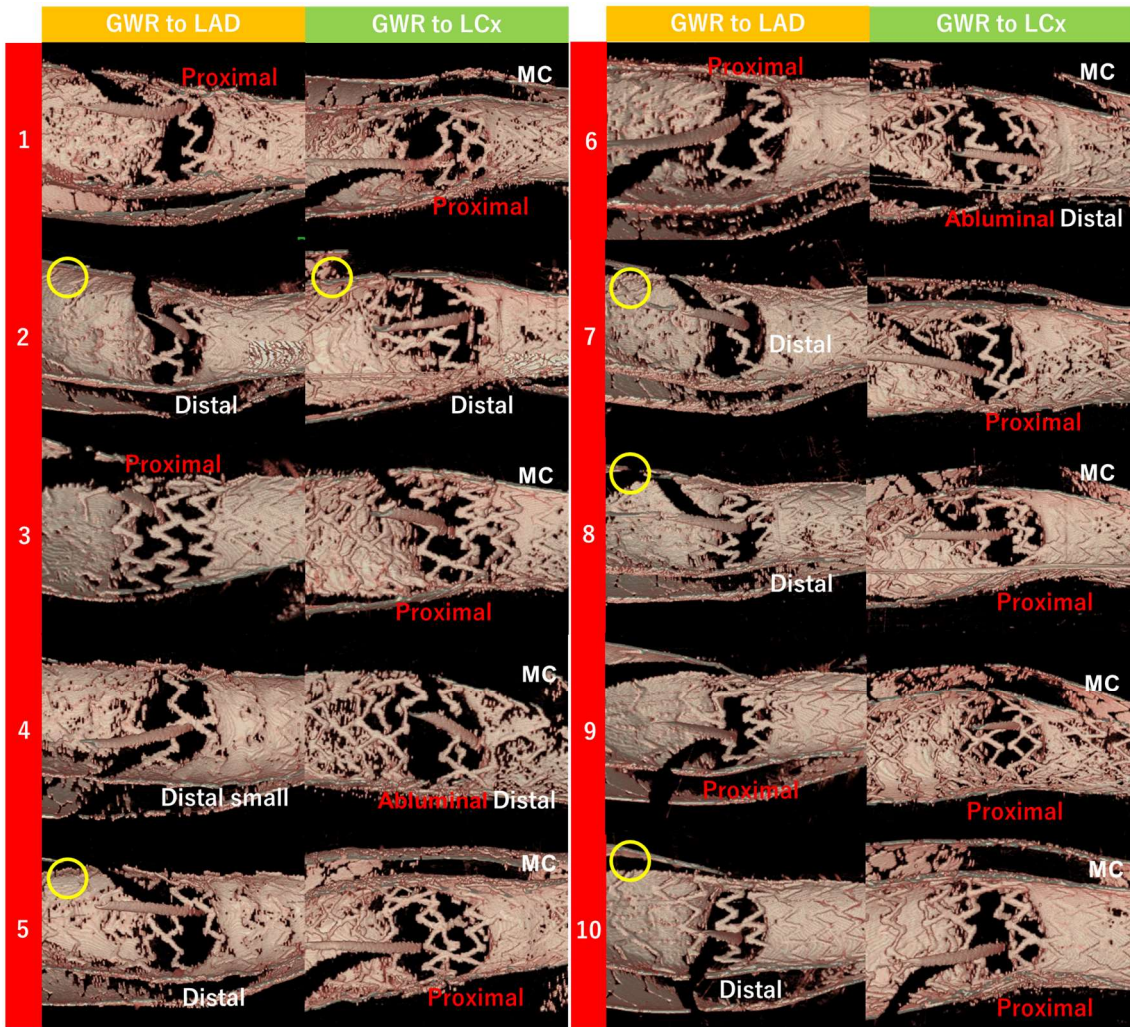 GWR to LAD GWR to LCx
1 Proximal MC
Proximal
2 Distal Distal
3 Proximal MC
Proximal
4 MC
Distal small Abluminal Distal
5 MC
Distal Proximal
GWR to LAD GWR to LCx
6 Proximal MC
Abluminal Distal
7 Distal
Proximal
8 MC
Distal Proximal
9 MC
Proximal Proximal
10 MC
Distal Proximal